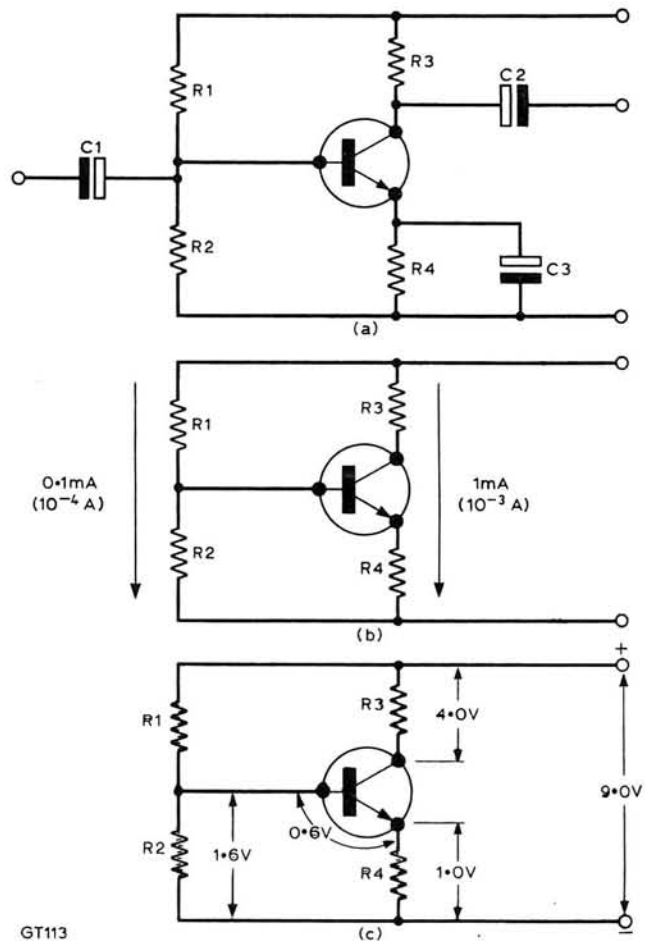 R1
R3
C2
C1
R2
R4
C3
(a)
R1
R3
0·1mA
(10⁻⁴ A)
1mA
(10⁻³ A)
R2
R4
(b)
+
R1
R3
4·0V
9·0V
0·6V
R2
1·6V
R4
1·0V
−
GT113
(c)